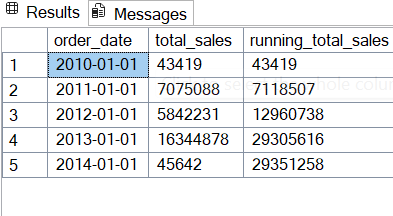 Results Messages
order_date total_sales running_total_sales
1 2010-01-01 43419 43419
2 2011-01-01 7075088 7118507
3 2012-01-01 5842231 12960738
4 2013-01-01 16344878 29305616
5 2014-01-01 45642 29351258